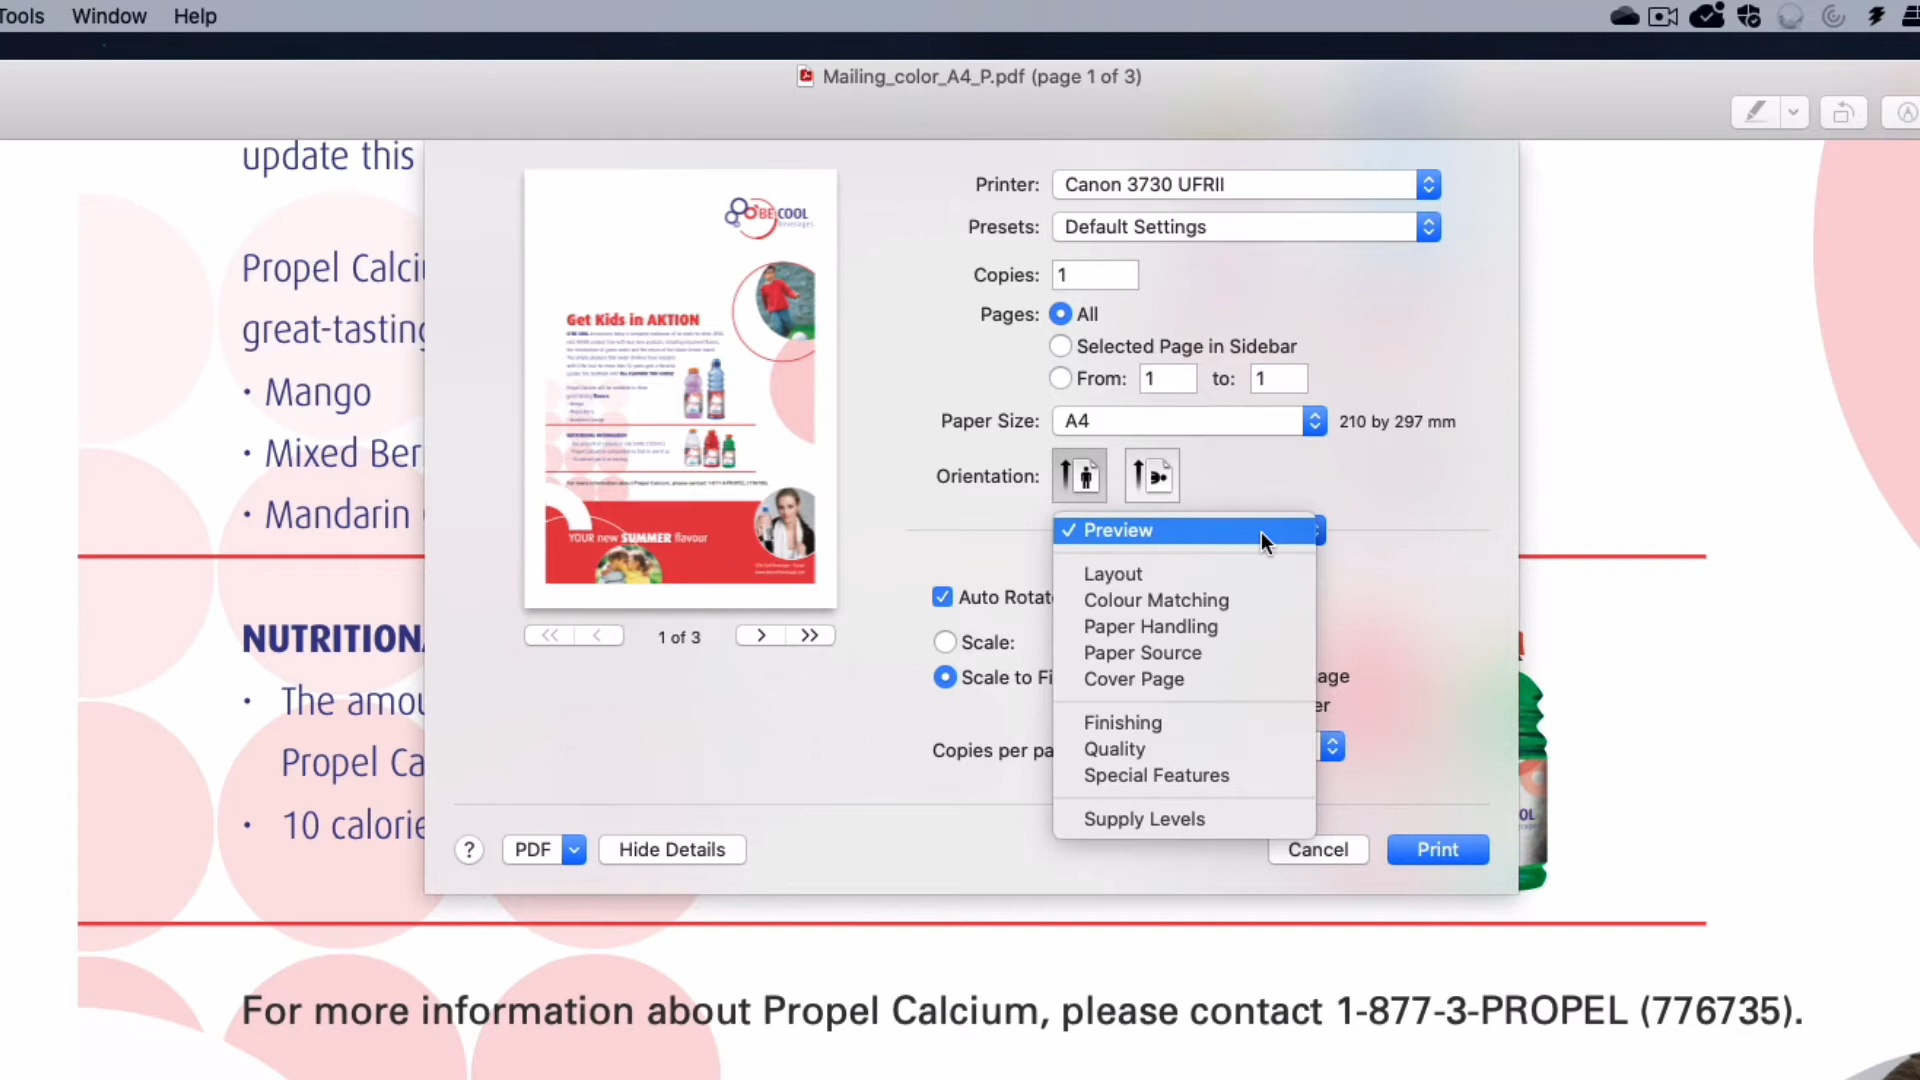 Tools Window Help
Mailing_color_A4_P.pdf (page 1 of 3)
update this
Propel Calci
great-tasting
• Mango
• Mixed Ber
• Mandarin
NUTRITIONA
• The amou
Propel Ca
• 10 calorie
For more information about Propel Calcium, please contact 1-877-3-PROPEL (776735).
O'BE COOL
beverages
Get Kids in AKTION
YOUR new SUMMER flavour
<< < 1 of 3 > >>
Printer: Canon 3730 UFRII
Presets: Default Settings
Copies: 1
Pages: All
Selected Page in Sidebar
From: 1 to: 1
Paper Size: A4 210 by 297 mm
Orientation:
✓ Preview
Layout
Colour Matching
Paper Handling
Paper Source
Cover Page
Finishing
Quality
Special Features
Supply Levels
Auto Rotat
Scale:
Scale to Fi age
er
Copies per pa
? PDF Hide Details Cancel Print